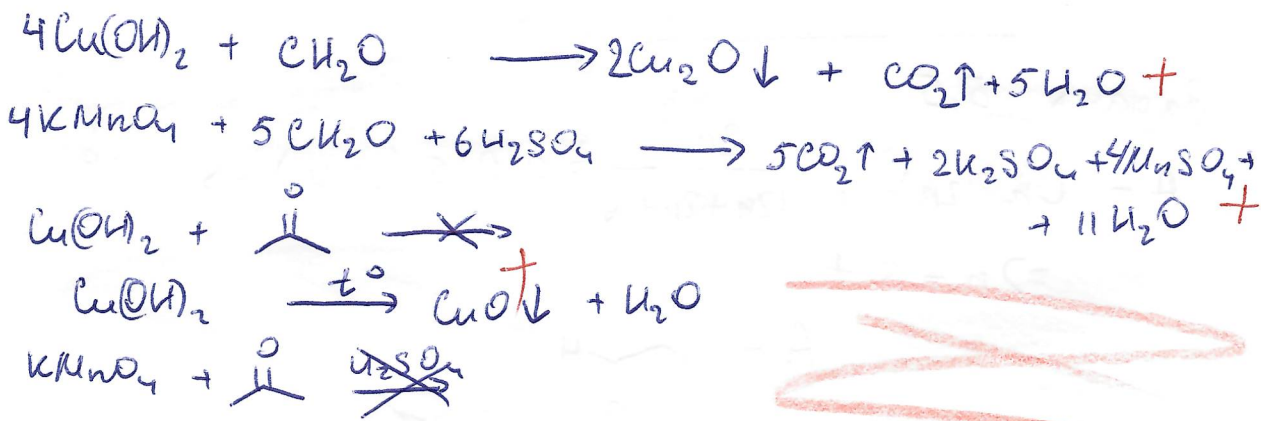 4Cu(OH)₂ + CH₂O ⟶ 2Cu₂O↓ + CO₂↑ + 5H₂O +
4KMnO₄ + 5CH₂O + 6H₂SO₄ ⟶ 5CO₂↑ + 2K₂SO₄ + 4MnSO₄ +
+ 11H₂O +
Cu(OH)₂ + O ⟶
Cu(OH)₂ t° ⟶ CuO↓ + H₂O +
KMnO₄ + O H₂SO₄ ⟶